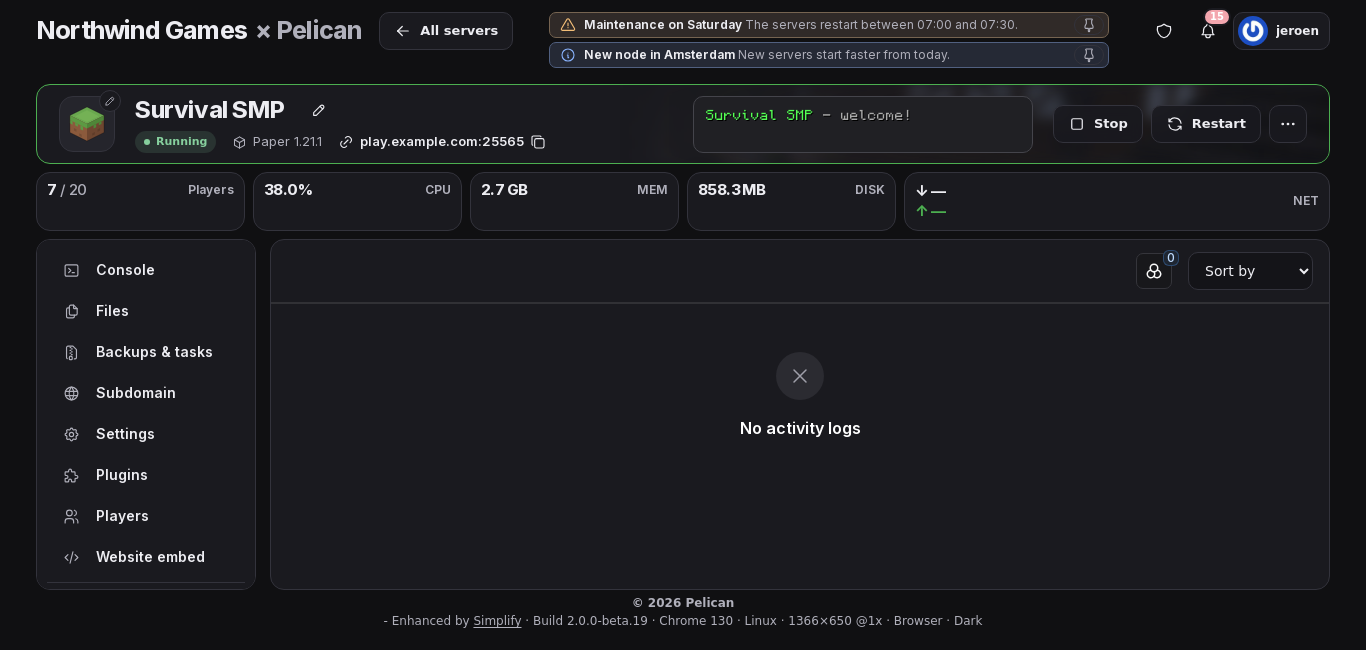 Northwind Games × Pelican
All servers
Maintenance on Saturday The servers restart between 07:00 and 07:30.
New node in Amsterdam New servers start faster from today.
15
jeroen
Survival SMP
Running
Paper 1.21.1
play.example.com:25565
Survival SMP - welcome!
Stop
Restart
7 / 20
Players
38.0%
CPU
2.7 GB
MEM
858.3 MB
DISK
↓ —
↑ —
NET
Console
Files
Backups & tasks
Subdomain
Settings
Plugins
Players
Website embed
0
Sort by
No activity logs
© 2026 Pelican
- Enhanced by Simplify · Build 2.0.0-beta.19 · Chrome 130 · Linux · 1366×650 @1x · Browser · Dark